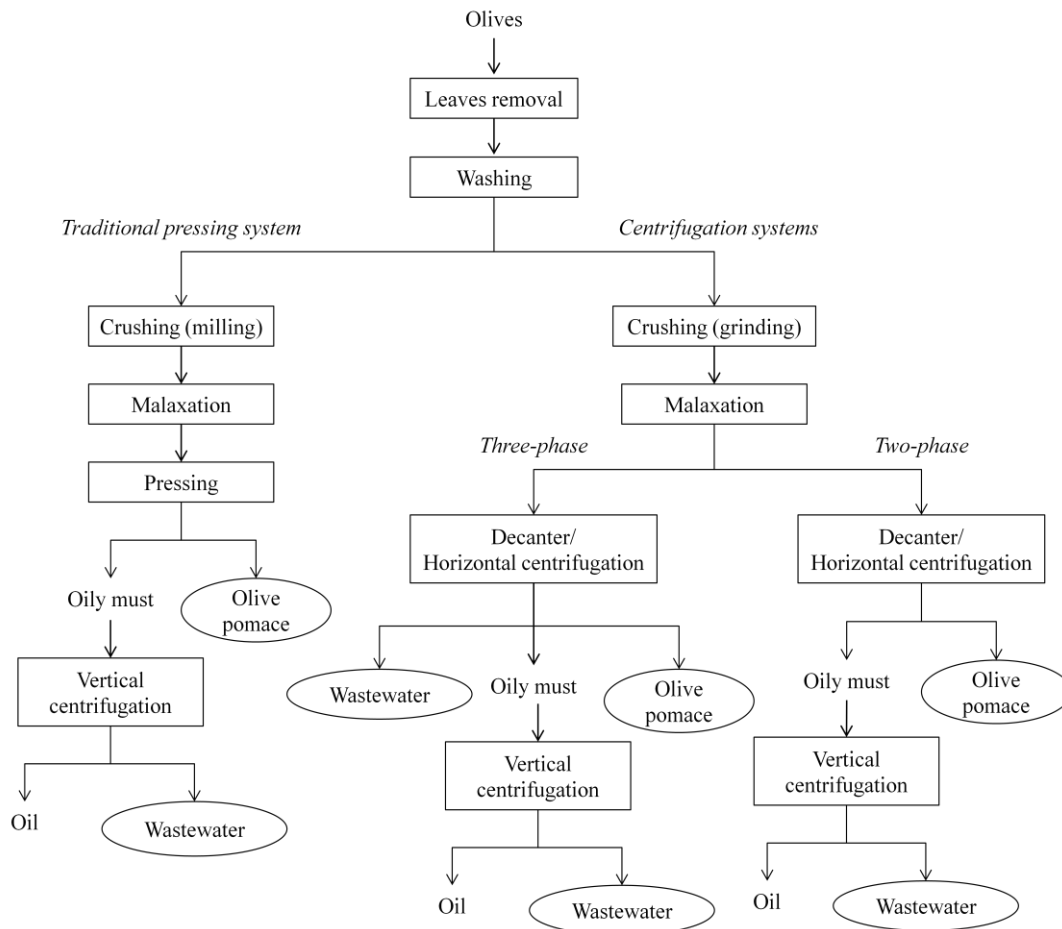 Olives
Leaves removal
Washing
Traditional pressing system
Centrifugation systems
Crushing (milling)
Crushing (grinding)
Malaxation
Malaxation
Three-phase
Two-phase
Pressing
Decanter/
Horizontal centrifugation
Decanter/
Horizontal centrifugation
Oily must
Olive
pomace
Vertical
centrifugation
Wastewater
Oily must
Olive
pomace
Oily must
Olive
pomace
Vertical
centrifugation
Vertical
centrifugation
Oil
Wastewater
Oil
Wastewater
Oil
Wastewater